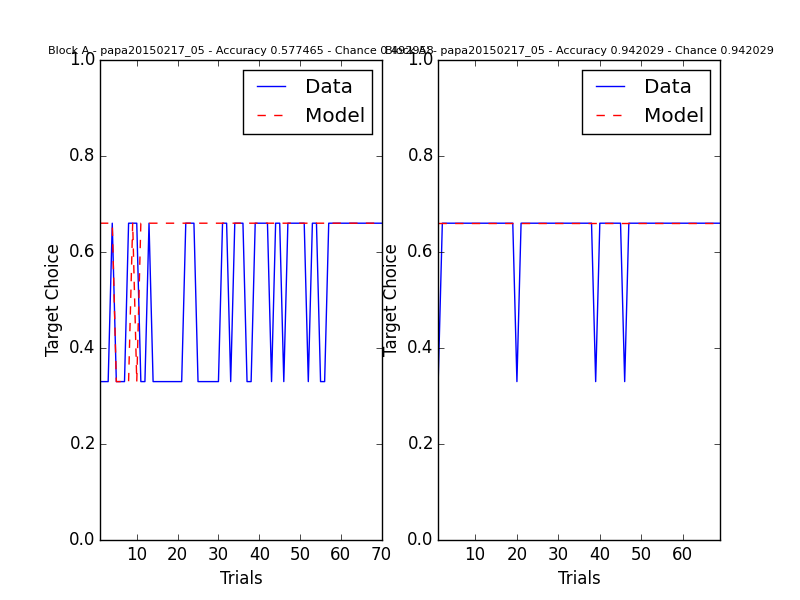 Block A - papa20150217_05 - Accuracy 0.577465 - Chance 0.492958
Block - papa20150217_05 - Accuracy 0.942029 - Chance 0.942029
Data
Model
Data
Model
1.0
0.8
0.6
0.4
0.2
0.0
Target Choice
10 20 30 40 50 60 70
Trials
1.0
0.8
0.6
0.4
0.2
0.0
Target Choice
10 20 30 40 50 60
Trials